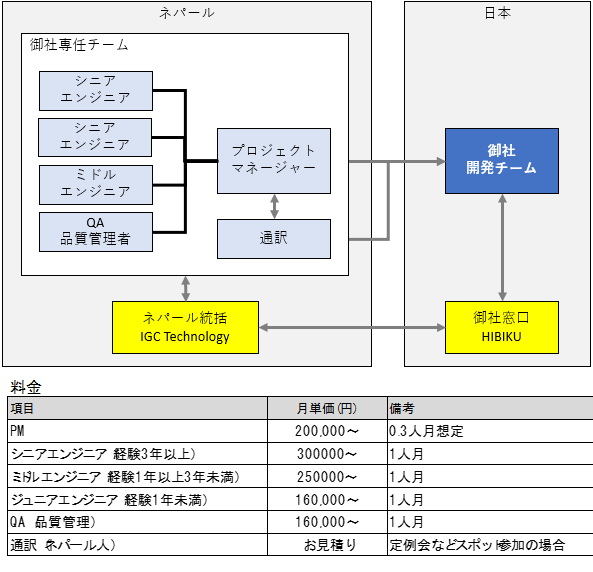 ネパール
日本
御社専任チーム
シニア
エンジニア
シニア
エンジニア
ミドル
エンジニア
QA
品質管理者
プロジェクト
マネージャー
通訳
御社
開発チーム
ネパール統括
IGC Technology
御社窓口
HIBIKU
料金
項目 月単価(円) 備考
PM 200,000～ 0.3人月想定
シニアエンジニア 経験3年以上） 300000～ 1人月
ミドルエンジニア 経験1年以上3年未満） 250000～ 1人月
ジュニアエンジニア 経験1年未満） 160,000～ 1人月
QA 品質管理） 160,000～ 1人月
通訳 ネパール人） お見積り 定例会などスポット参加の場合